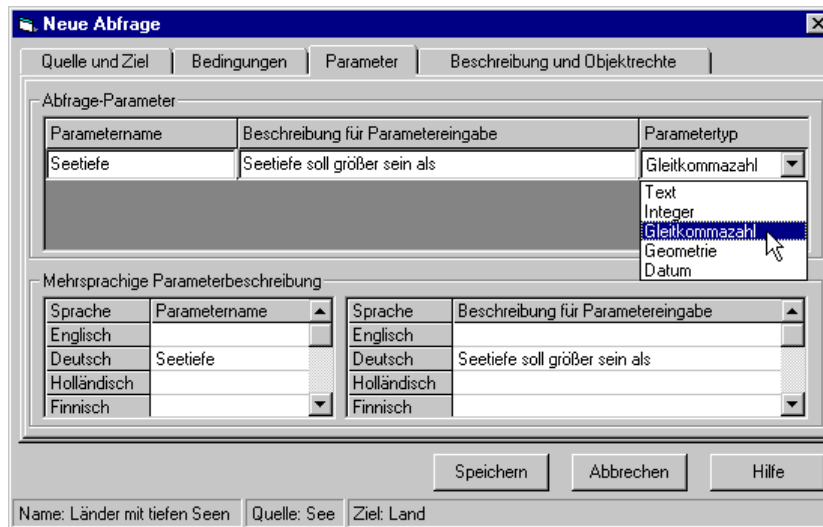 Neue Abfrage
Quelle und Ziel Bedingungen Parameter Beschreibung und Objektrechte
Abfrage-Parameter
Parametername Beschreibung für Parametereingabe Parametertyp
Seetiefe Seetiefe soll größer sein als Gleitkommazahl
Text
Integer
Gleitkommazahl
Geometrie
Datum
Mehrsprachige Parameterbeschreibung
Sprache Parametername Sprache Beschreibung für Parametereingabe
Englisch Englisch
Deutsch Seetiefe Deutsch Seetiefe soll größer sein als
Holländisch Holländisch
Finnisch Finnisch
Speichern Abbrechen Hilfe
Name: Länder mit tiefen Seen Quelle: See Ziel: Land